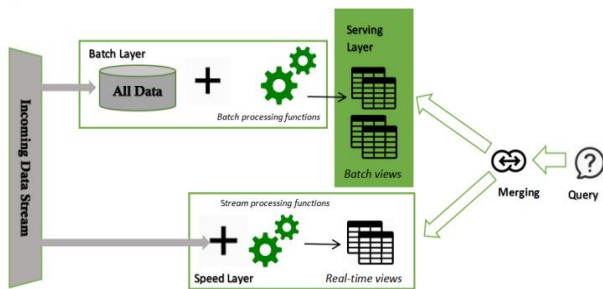 Incoming Data Stream
Batch Layer
All Data
Batch processing functions
Serving
Layer
Batch views
Stream processing functions
Speed Layer
Real-time views
Merging
Query